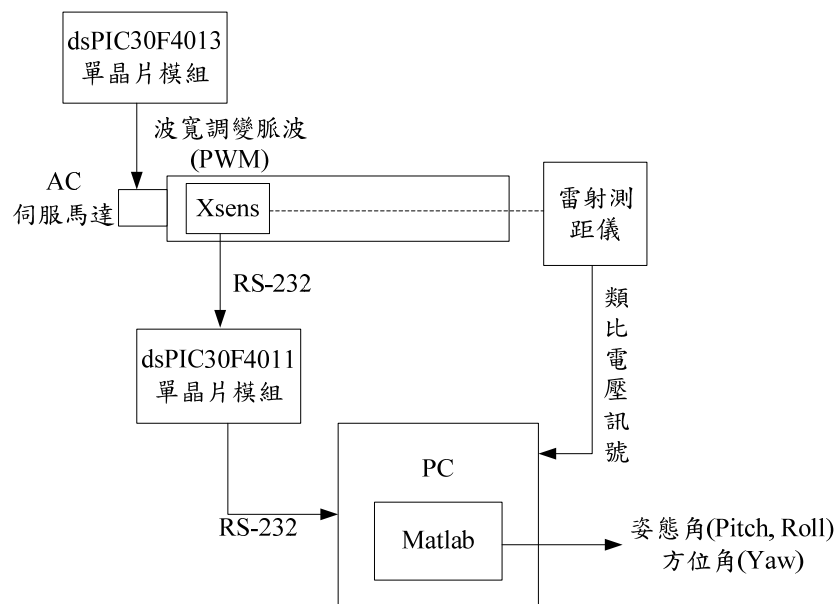 dsPIC30F4013
單晶片模組
波寬調變脈波
(PWM)
AC
伺服馬達
Xsens
雷射測
距儀
RS-232
類比電壓訊號
dsPIC30F4011
單晶片模組
PC
RS-232
Matlab
姿態角(Pitch, Roll)
方位角(Yaw)